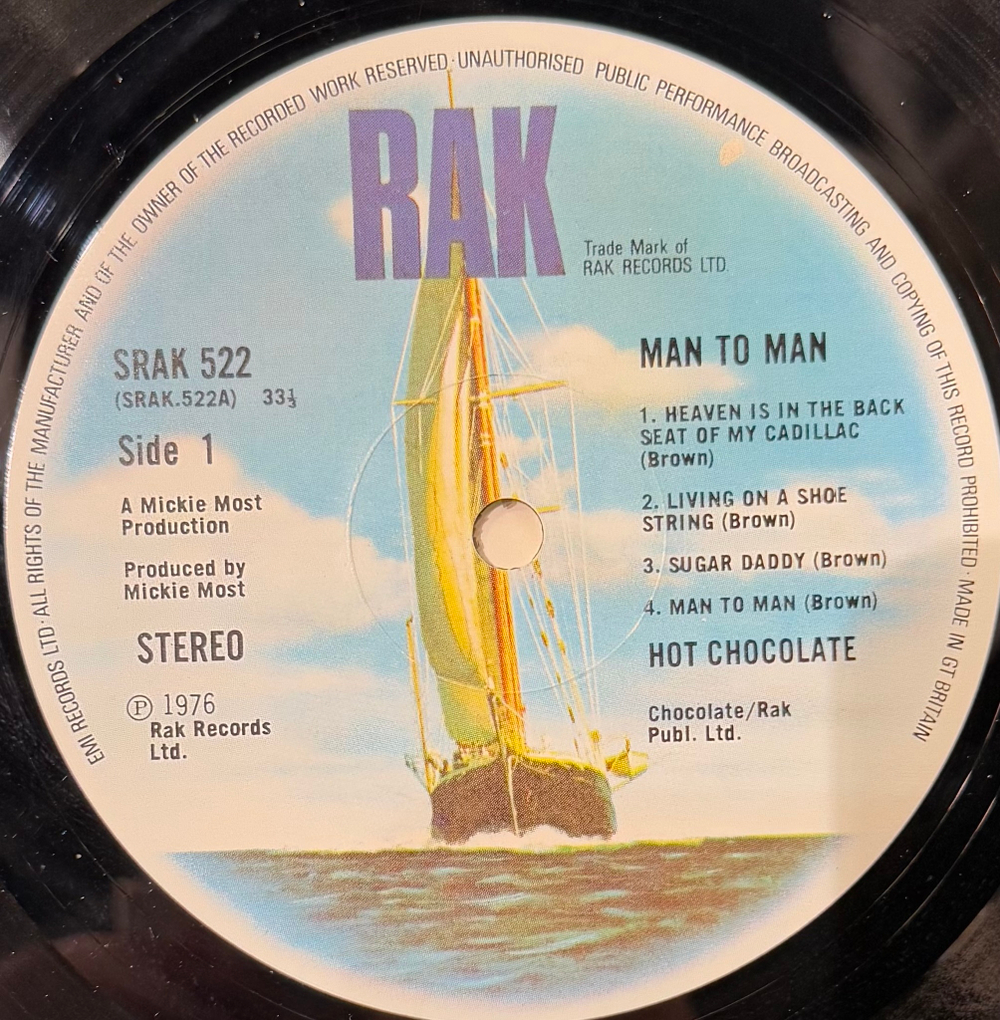 EMI RECORDS LTD·ALL RIGHTS OF THE MANUFACTURER AND OF THE OWNER OF THE RECORDED WORK RESERVED·UNAUTHORISED PUBLIC PERFORMANCE BROADCASTING AND COPYING OF THIS RECORD PROHIBITED·MADE IN GT BRITAIN
RAK
Trade Mark of
RAK RECORDS LTD.
SRAK 522
(SRAK.522A) 33⅓
Side 1
A Mickie Most
Production
Produced by
Mickie Most
STEREO
Ⓟ 1976
Rak Records
Ltd.
MAN TO MAN
1. HEAVEN IS IN THE BACK
SEAT OF MY CADILLAC
(Brown)
2. LIVING ON A SHOE
STRING (Brown)
3. SUGAR DADDY (Brown)
4. MAN TO MAN (Brown)
HOT CHOCOLATE
Chocolate/Rak
Publ. Ltd.